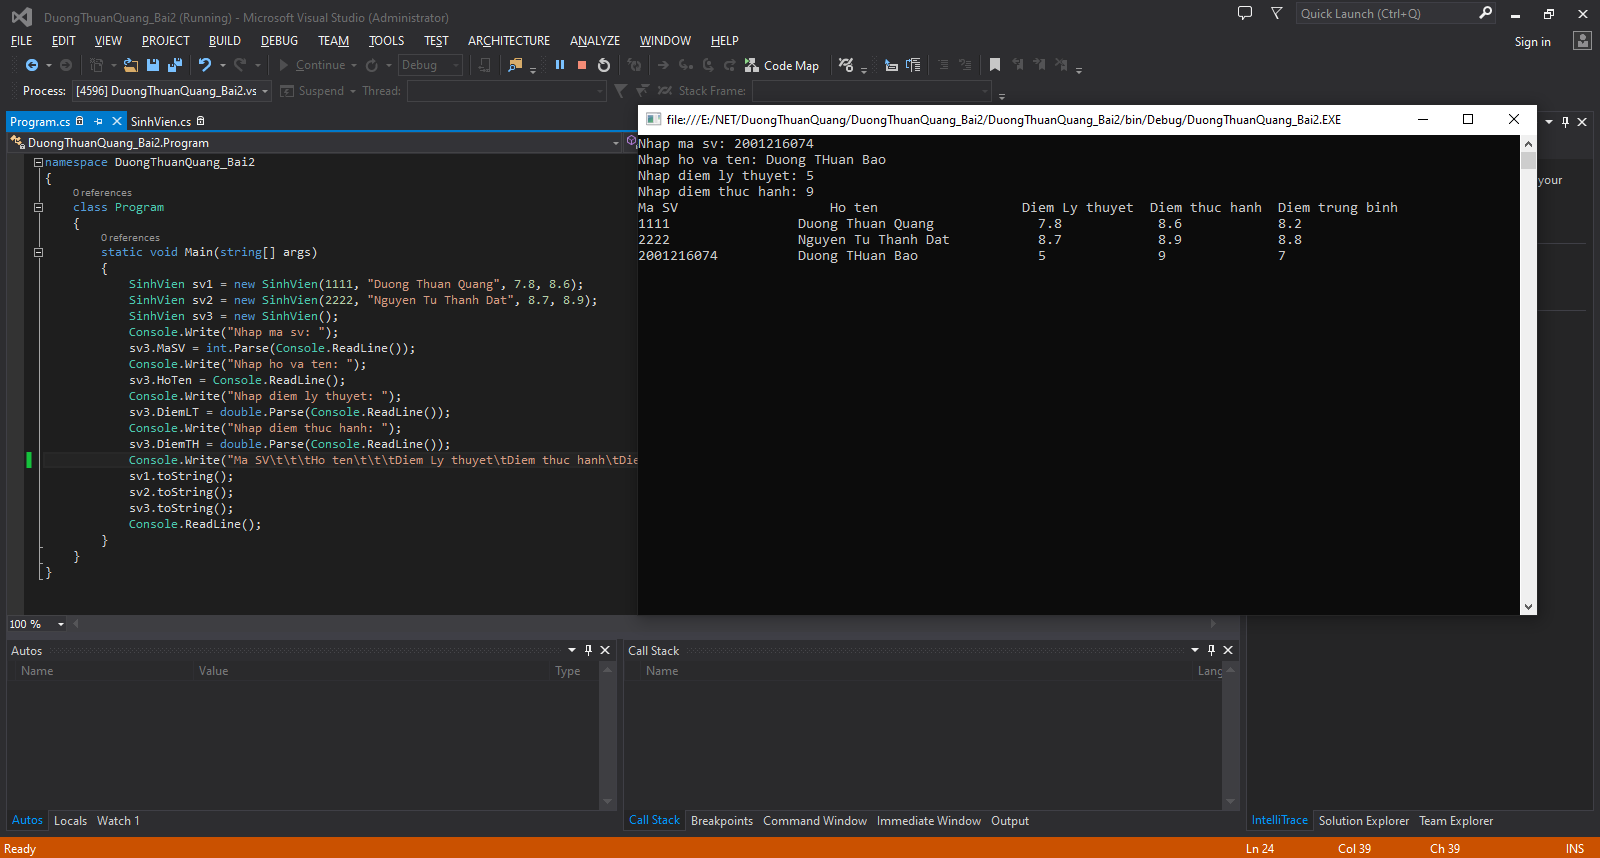 DuongThuanQuang_Bai2 (Running) - Microsoft Visual Studio (Administrator)
Quick Launch (Ctrl+Q)
FILE EDIT VIEW PROJECT BUILD DEBUG TEAM TOOLS TEST ARCHITECTURE ANALYZE WINDOW HELP
Sign in
Continue Debug Code Map
Process: [4596] DuongThuanQuang_Bai2.vs Suspend Thread: Stack Frame:
Program.cs SinhVien.cs
DuongThuanQuang_Bai2.Program
namespace DuongThuanQuang_Bai2
{
0 references
class Program
{
0 references
static void Main(string[] args)
{
SinhVien sv1 = new SinhVien(1111, "Duong Thuan Quang", 7.8, 8.6);
SinhVien sv2 = new SinhVien(2222, "Nguyen Tu Thanh Dat", 8.7, 8.9);
SinhVien sv3 = new SinhVien();
Console.Write("Nhap ma sv: ");
sv3.MaSV = int.Parse(Console.ReadLine());
Console.Write("Nhap ho va ten: ");
sv3.HoTen = Console.ReadLine();
Console.Write("Nhap diem ly thuyet: ");
sv3.DiemLT = double.Parse(Console.ReadLine());
Console.Write("Nhap diem thuc hanh: ");
sv3.DiemTH = double.Parse(Console.ReadLine());
Console.Write("Ma SV\t\t\tHo ten\t\t\tDiem Ly thuyet\tDiem thuc hanh\tDie
sv1.toString();
sv2.toString();
sv3.toString();
Console.ReadLine();
}
}
}
100 %
file:///E:/NET/DuongThuanQuang/DuongThuanQuang_Bai2/DuongThuanQuang_Bai2/bin/Debug/DuongThuanQuang_Bai2.EXE
Nhap ma sv: 2001216074
Nhap ho va ten: Duong THuan Bao
Nhap diem ly thuyet: 5
Nhap diem thuc hanh: 9
Ma SV Ho ten Diem Ly thuyet Diem thuc hanh Diem trung binh
1111 Duong Thuan Quang 7.8 8.6 8.2
2222 Nguyen Tu Thanh Dat 8.7 8.9 8.8
2001216074 Duong THuan Bao 5 9 7
your
Autos
Name Value Type
Call Stack
Name Lang
Autos Locals Watch 1
Call Stack Breakpoints Command Window Immediate Window Output
IntelliTrace Solution Explorer Team Explorer
Ready Ln 24 Col 39 Ch 39 INS